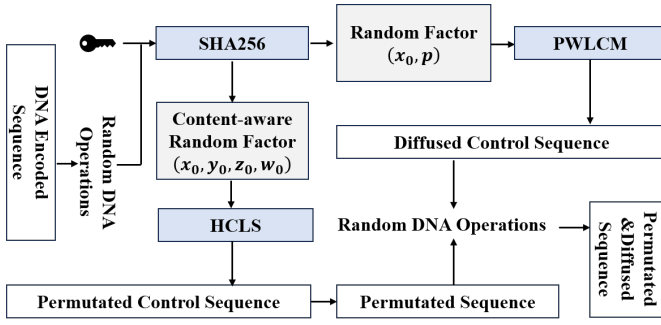 SHA256
Random Factor
(x₀, p)
PWLCM
DNA Encoded
Sequence
Random DNA
Operations
Content-aware
Random Factor
(x₀, y₀, z₀, w₀)
Diffused Control Sequence
HCLS
Random DNA Operations
Permutated
&Diffused
Sequence
Permutated Control Sequence
Permutated Sequence